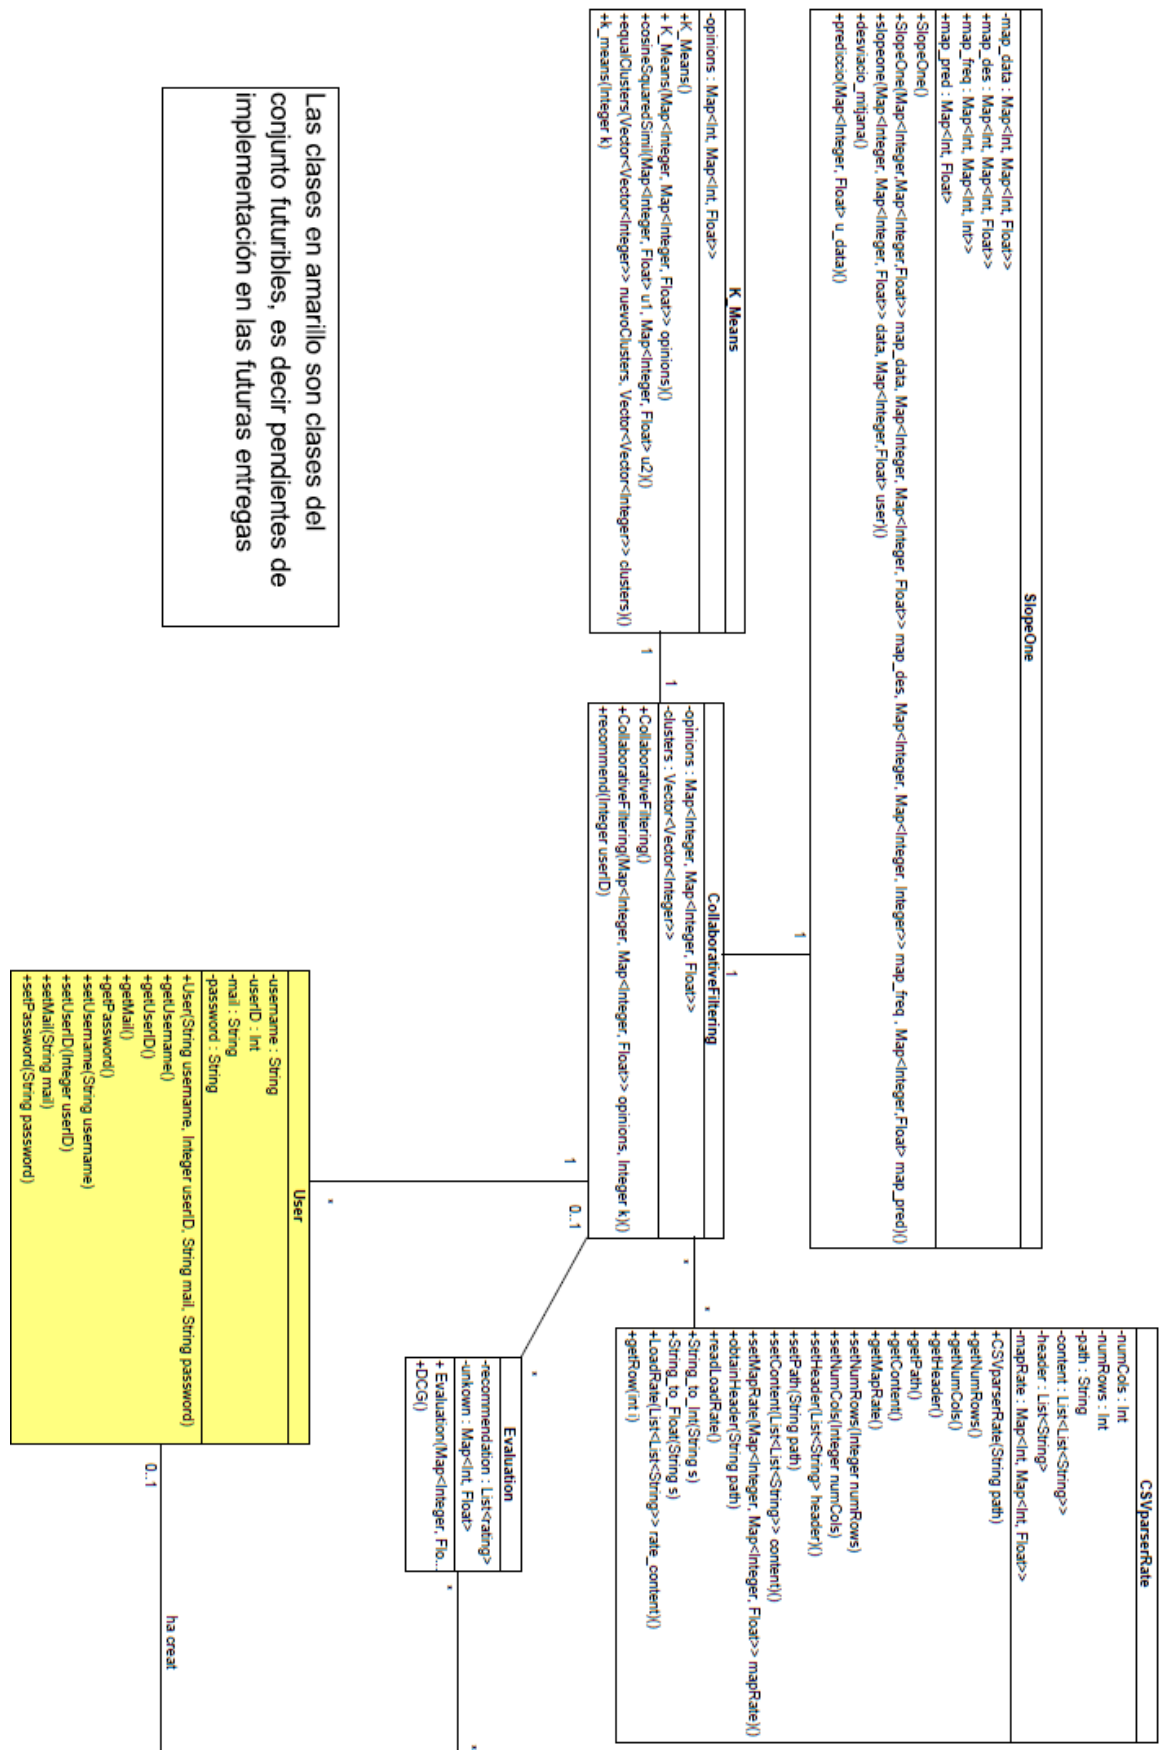 SlopeOne
-map_data : Map<Int, Map<Int, Float>>
+map_des : Map<Int, Map<Int, Float>>
+map_freq : Map<Int, Map<Int, Int>>
+map_pred : Map<Int, Float>
+SlopeOne()
+SlopeOne(Map<Integer,Map<Integer,Float>> map_data, Map<Integer, Map<Integer, Float>> map_des, Map<Integer, Map<Integer, Integer>> map_freq , Map<Integer,Float> map_pred)()
+slopeone(Map<Integer, Map<Integer, Float>> data, Map<Integer,Float> user)()
+desviacio_mitjana()
+prediccio(Map<Integer, Float> u_data)()
1
1
CSVparserRate
-numCols : Int
-numRows : Int
-path : String
-content : List<List<String>>
-header : List<String>
-mapRate : Map<Int, Map<Int, Float>>
+CSVparserRate(String path)
+getNumRows()
+getNumCols()
+getHeader()
+getPath()
+getContent()
+getMapRate()
+setNumRows(Integer numRows)
+setNumCols(Integer numCols)
+setHeader(List<String> header)()
+setPath(String path)
+setContent(List<List<String>> content)()
+setMapRate(Map<Integer, Map<Integer, Float>> mapRate)()
+obtainHeader(String path)
+readLoadRate()
+String_to_Int(String s)
+String_to_Float(String s)
+LoadRate(List<List<String>> rate_content)()
+getRow(int i)
K_Means
-opinions : Map<Int, Map<Int, Float>>
+K_Means()
+ K_Means(Map<Integer, Map<Integer, Float>> opinions)()
+cosineSquaredSimil(Map<Integer, Float> u1, Map<Integer, Float> u2)()
+equalClusters(Vector<Vector<Integer>> nuevoClusters, Vector<Vector<Integer>> clusters)()
+k_means(Integer k)
1
1
CollaborativeFiltering
-opinions : Map<Integer, Map<Integer, Float>>
-clusters : Vector<Vector<Integer>>
+CollaborativeFiltering()
+CollaborativeFiltering(Map<Integer, Map<Integer, Float>> opinions, Integer k)()
+recommend(Integer userID)
*
*
1
0..1
*
*
Evaluation
-recommendation : List<rating>
-unkown : Map<Int, Float>
+ Evaluation(Map<Integer, Flo...
+DCG()
*
*
Las clases en amarillo son clases del
conjunto futuribles, es decir pendientes de
implementación en las futuras entregas
User
-username : String
-userID : Int
-mail : String
-password : String
+User(String username, Integer userID, String mail, String password)
+getUsername()
+getUserID()
+getMail()
+getPassword()
+setUsername(String username)
+setUserID(Integer userID)
+setMail(String mail)
+setPassword(String password)
0..1
ha creat